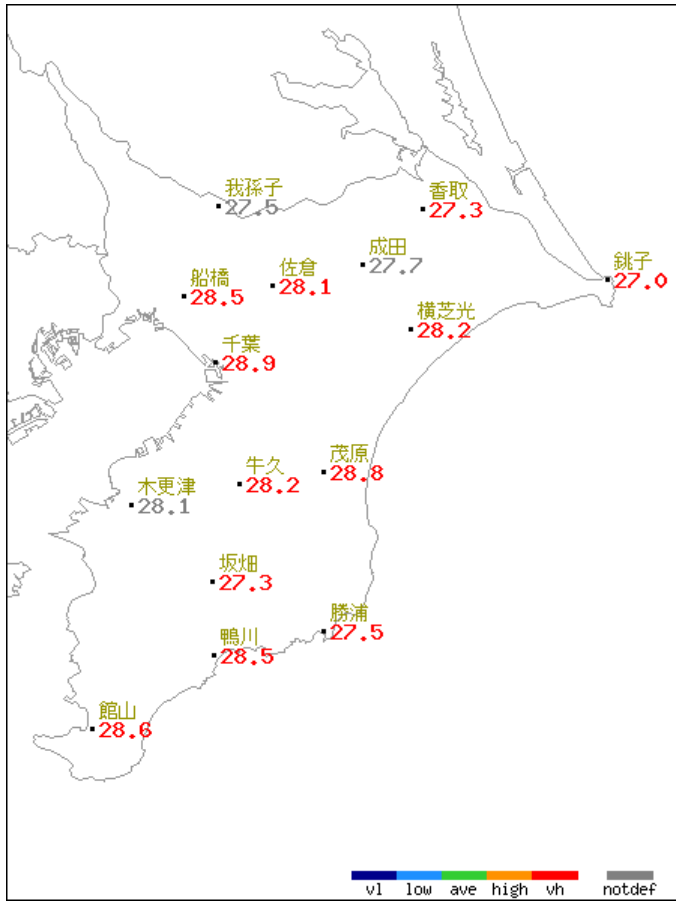 我孫子
27.5
香取
27.3
成田
27.7
銚子
27.0
船橋
28.5
佐倉
28.1
横芝光
28.2
千葉
28.9
牛久
28.2
茂原
28.8
木更津
28.1
坂畑
27.3
勝浦
27.5
鴨川
28.5
館山
28.6
vl low ave high vh notdef